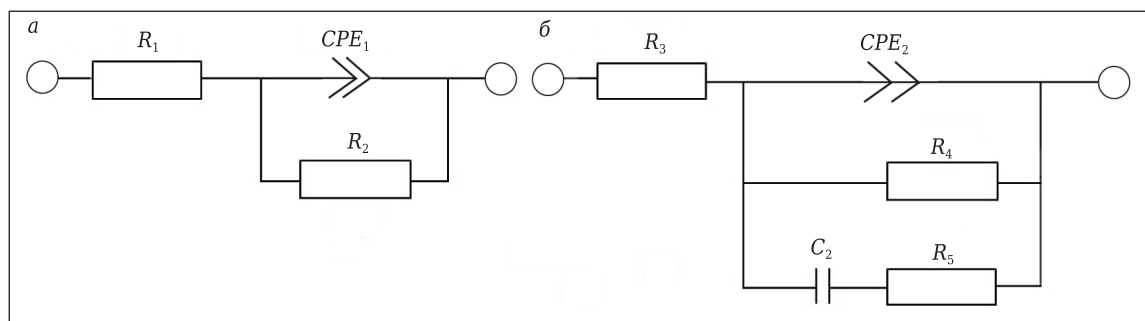 а
R₁
CPE₁
R₂
б
R₃
CPE₂
R₄
C₂
R₅